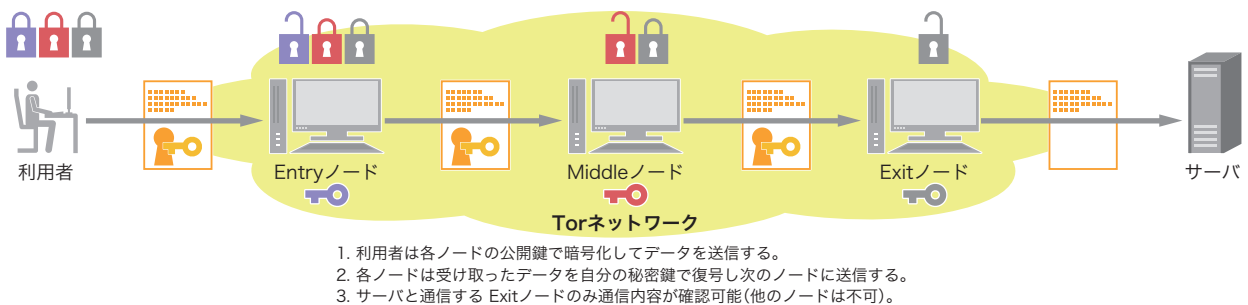 利用者
Entryノード
Middleノード
Exitノード
サーバ
Torネットワーク
1. 利用者は各ノードの公開鍵で暗号化してデータを送信する。
2. 各ノードは受け取ったデータを自分の秘密鍵で復号し次のノードに送信する。
3. サーバと通信する Exitノードのみ通信内容が確認可能(他のノードは不可)。